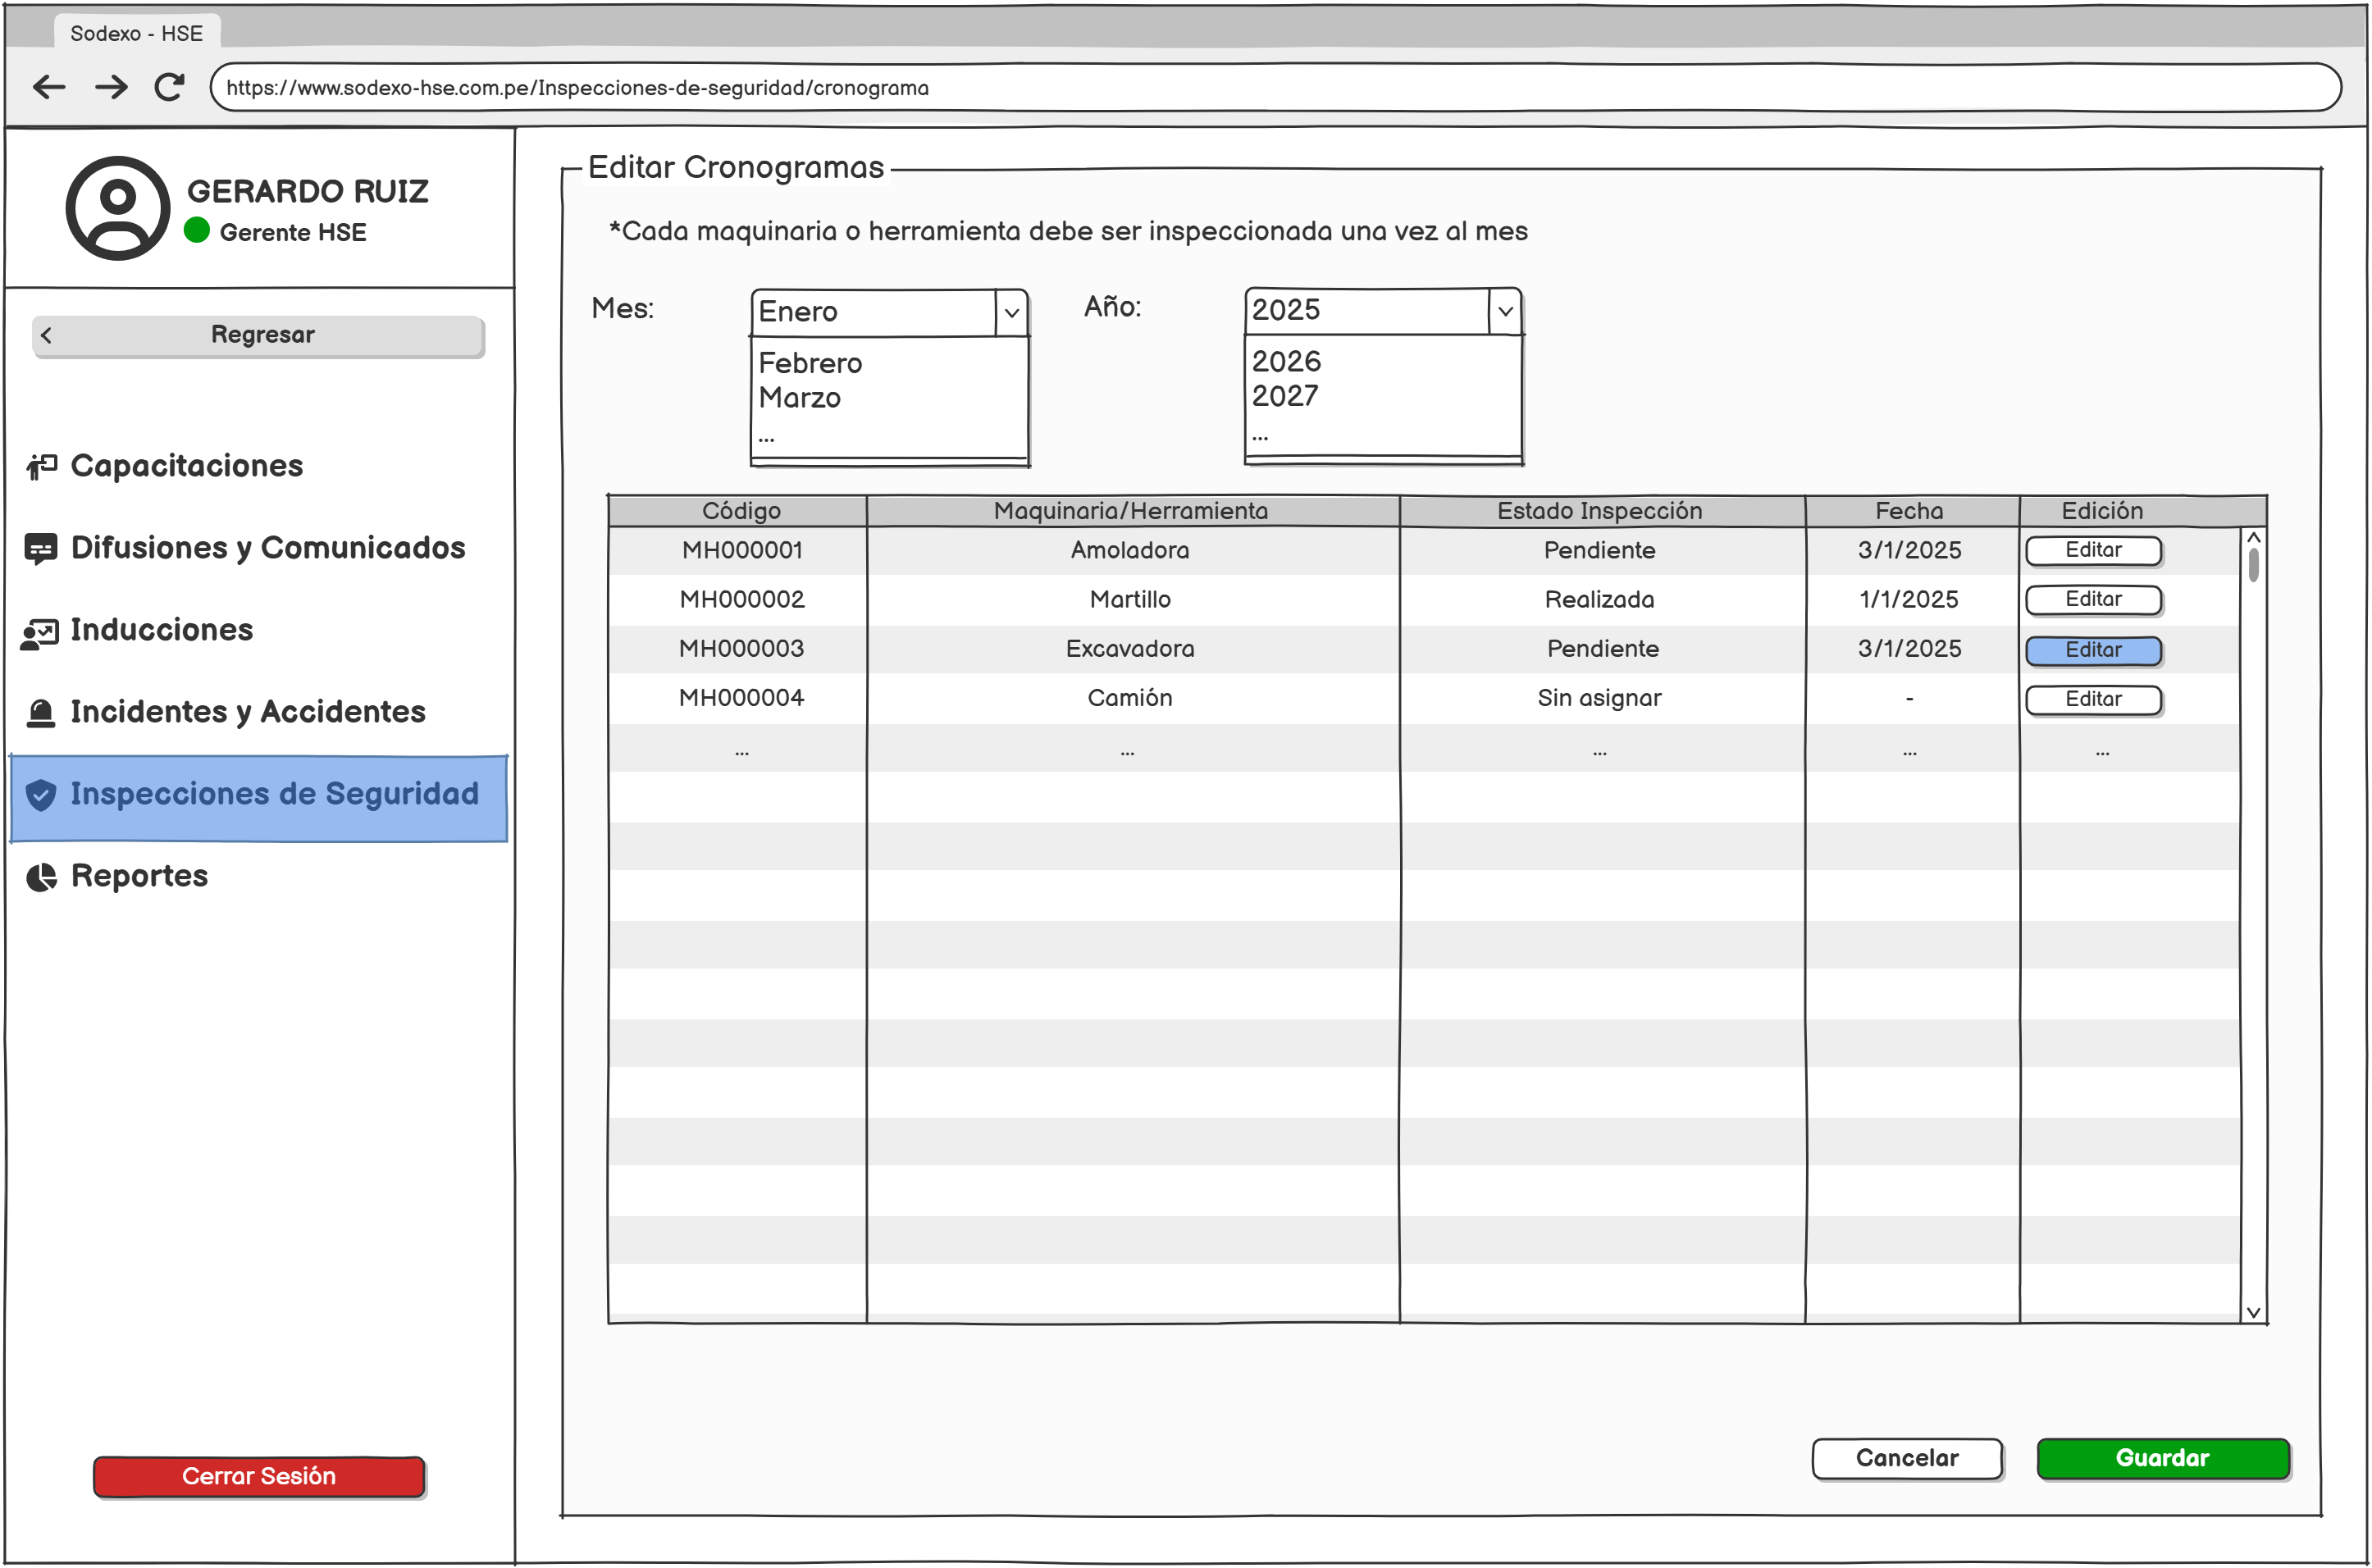 Sodexo - HSE
https://www.sodexo-hse.com.pe/Inspecciones-de-seguridad/cronograma
GERARDO RUIZ
Gerente HSE
Regresar
Capacitaciones
Difusiones y Comunicados
Inducciones
Incidentes y Accidentes
Inspecciones de Seguridad
Reportes
Cerrar Sesión
Editar Cronogramas
*Cada maquinaria o herramienta debe ser inspeccionada una vez al mes
Mes: Enero Año: 2025
Febrero 2026
Marzo 2027
... ...
Código Maquinaria/Herramienta Estado Inspección Fecha Edición
MH000001 Amoladora Pendiente 3/1/2025 Editar
MH000002 Martillo Realizada 1/1/2025 Editar
MH000003 Excavadora Pendiente 3/1/2025 Editar
MH000004 Camión Sin asignar - Editar
... ... ... ... ...
Cancelar Guardar